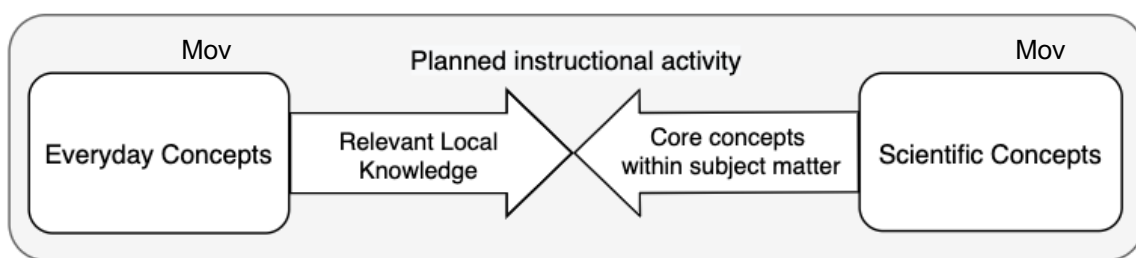 Mov
Mov
Planned instructional activity
Everyday Concepts
Relevant Local
Knowledge
Core concepts
within subject matter
Scientific Concepts